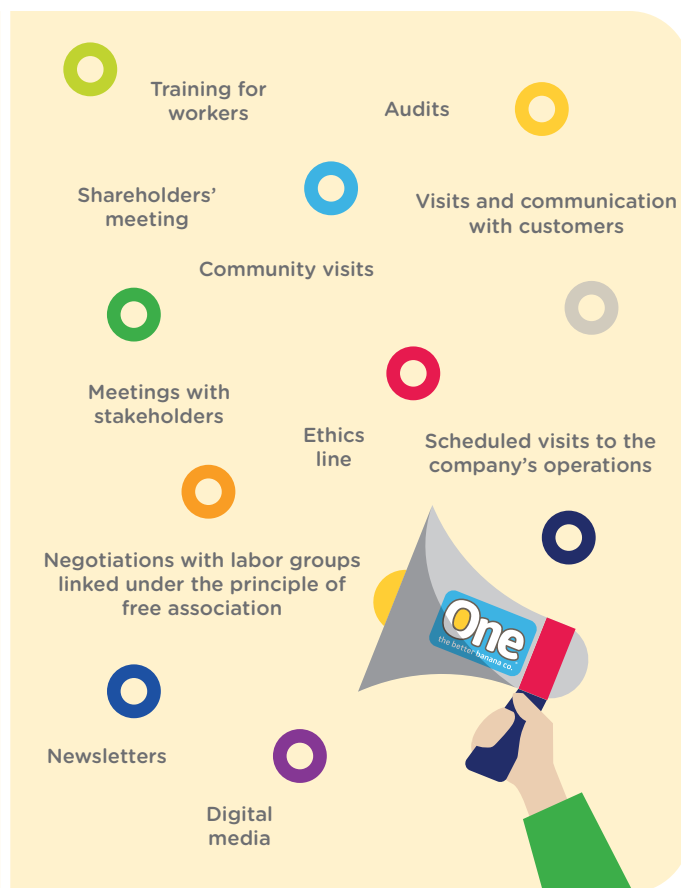 Training for
workers
Audits
Shareholders'
meeting
Visits and communication
with customers
Community visits
Meetings with
stakeholders
Ethics
line
Scheduled visits to the
company's operations
Negotiations with labor groups
linked under the principle of
free association
One
the better banana co.
Newsletters
Digital
media